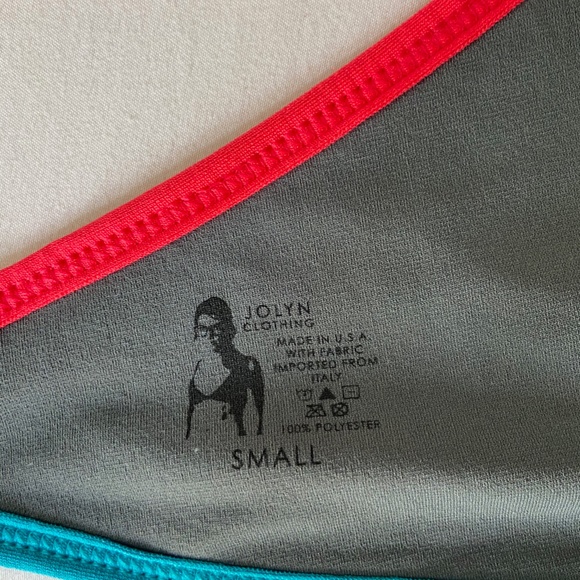 JOLYN
CLOTHING
MADE IN U.S.A.
WITH FABRIC
IMPORTED FROM
ITALY
100% POLYESTER
SMALL